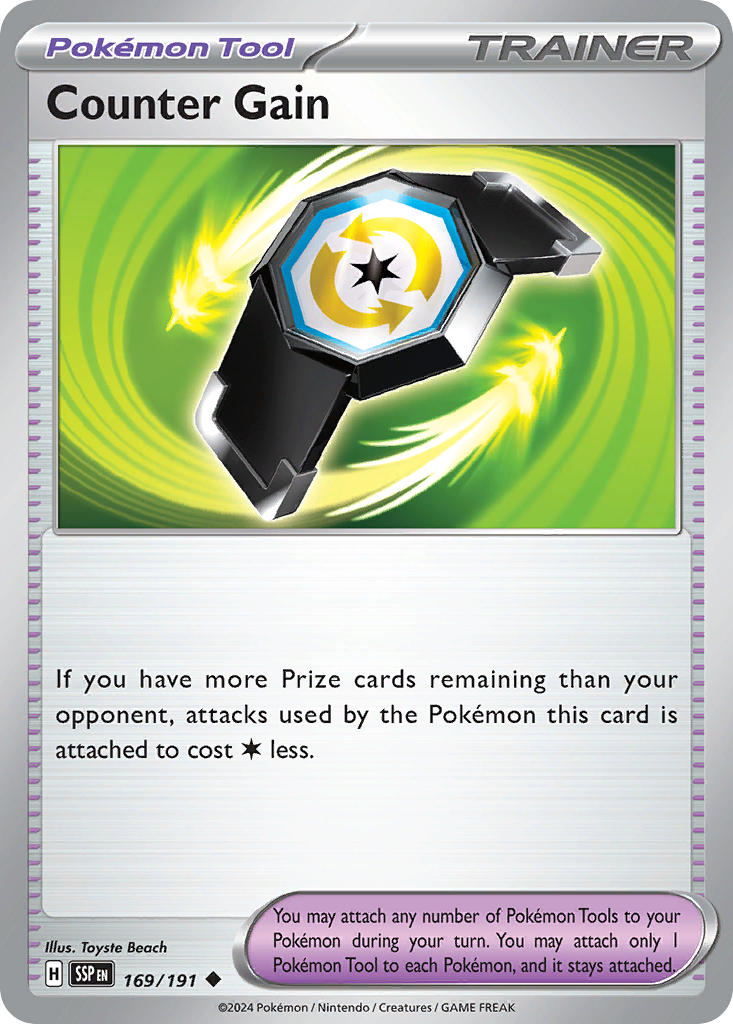 Pokémon Tool
TRAINER
Counter Gain
If you have more Prize cards remaining than your
opponent, attacks used by the Pokémon this card is
attached to cost less.
You may attach any number of Pokémon Tools to your
Pokémon during your turn. You may attach only 1
Pokémon Tool to each Pokémon, and it stays attached.
Illus. Toyste Beach
H SSP EN 169/191
©2024 Pokémon / Nintendo / Creatures / GAME FREAK